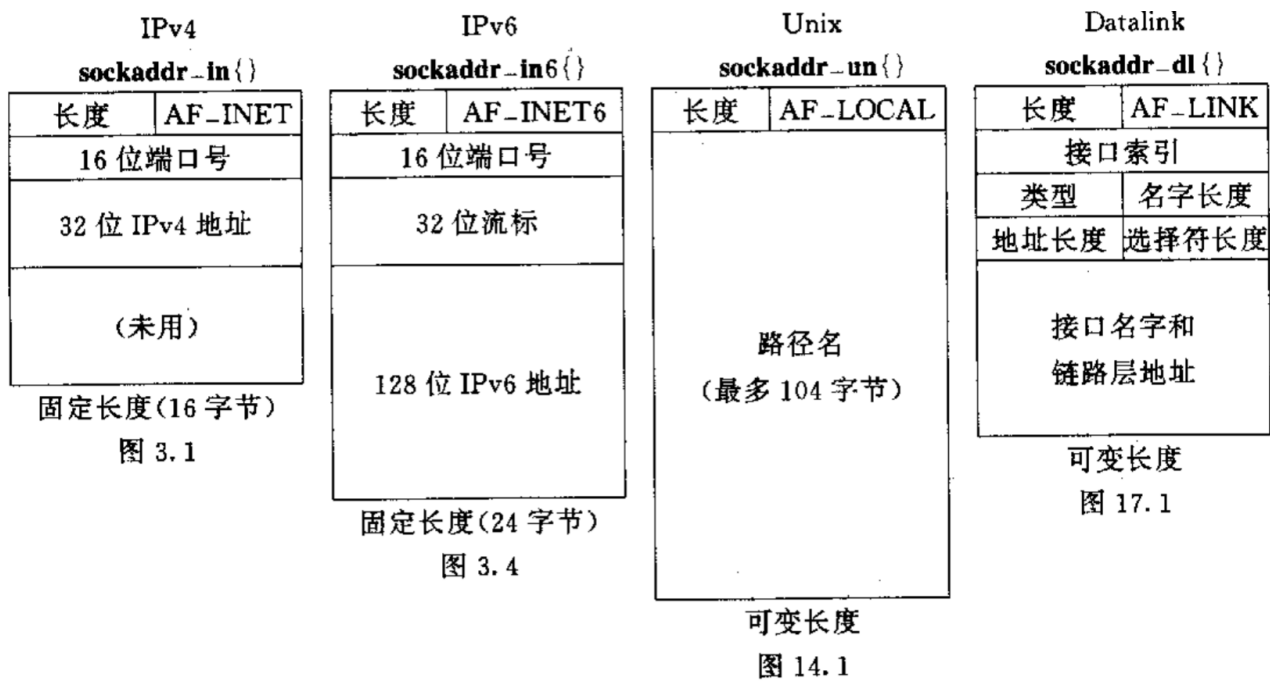 IPv4
sockaddr_in{}
长度 AF_INET
16 位端口号
32 位 IPv4 地址
(未用)
固定长度(16 字节)
图 3.1
IPv6
sockaddr_in6{}
长度 AF_INET6
16 位端口号
32 位流标
128 位 IPv6 地址
固定长度(24 字节)
图 3.4
Unix
sockaddr_un{}
长度 AF_LOCAL
路径名
(最多 104 字节)
可变长度
图 14.1
Datalink
sockaddr_dl{}
长度 AF_LINK
接口索引
类型 名字长度
地址长度 选择符长度
接口名字和
链路层地址
可变长度
图 17.1